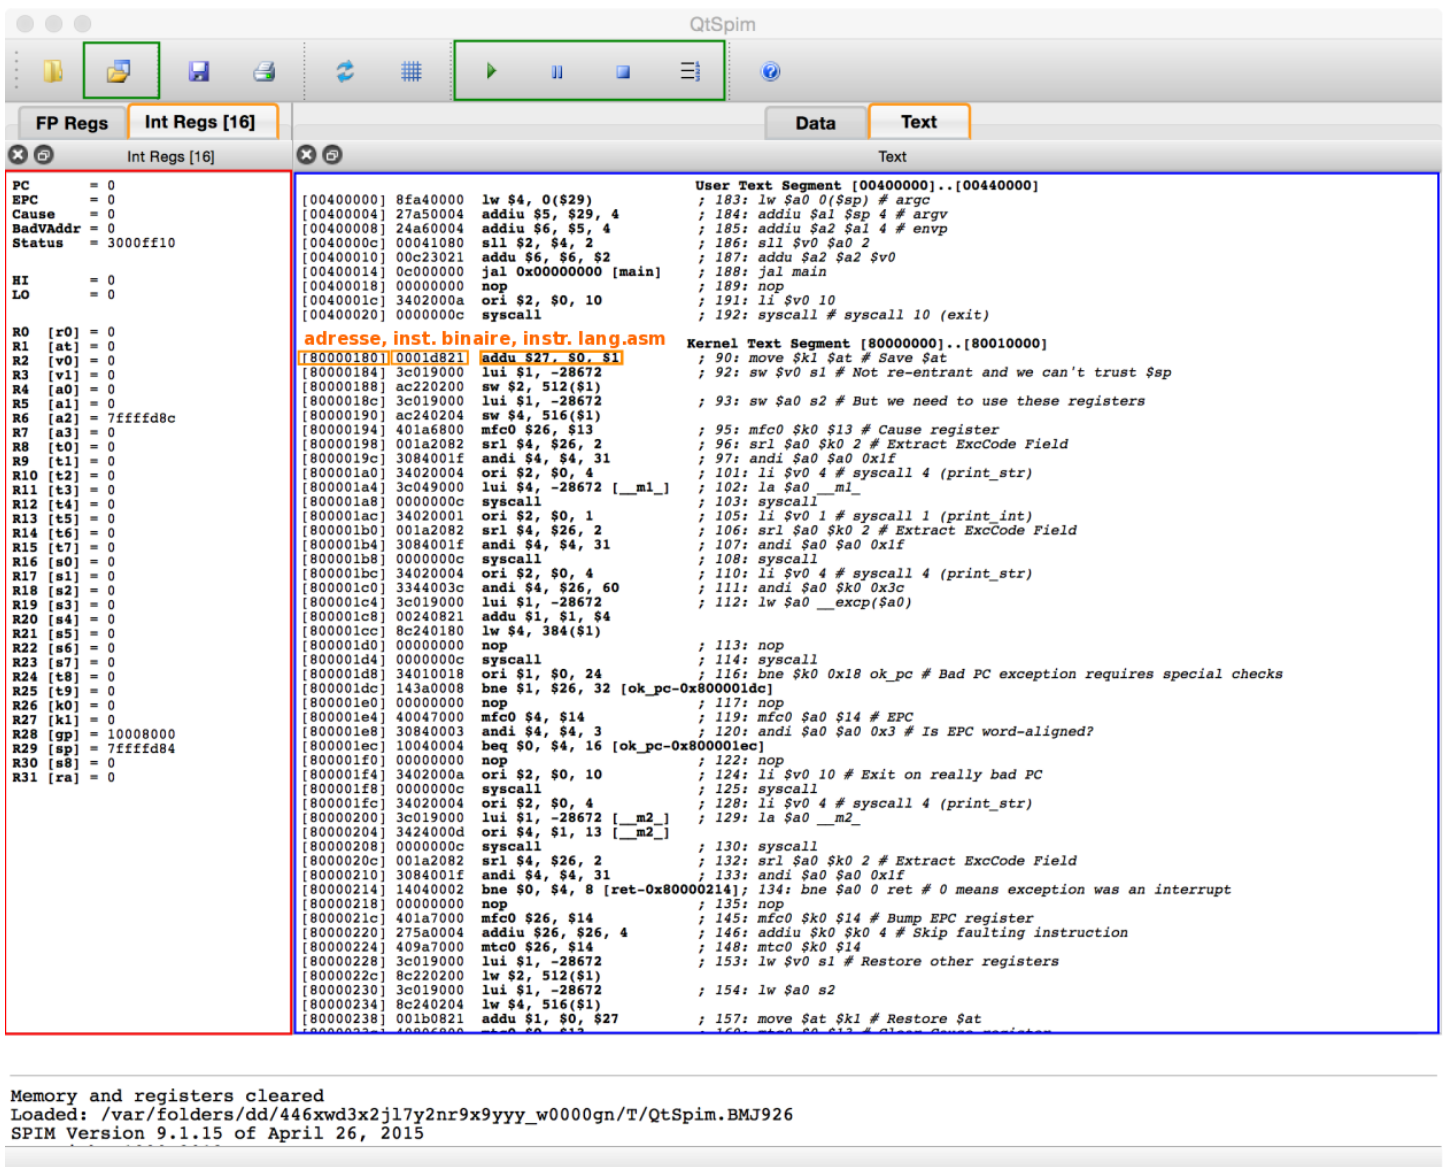 QtSpim
FP Regs Int Regs [16] Data Text
Int Regs [16] Text
PC = 0
EPC = 0
Cause = 0
BadVAddr = 0
Status = 3000ff10
HI = 0
LO = 0
R0 [r0] = 0
R1 [at] = 0
R2 [v0] = 0
R3 [v1] = 0
R4 [a0] = 0
R5 [a1] = 0
R6 [a2] = 7ffffd8c
R7 [a3] = 0
R8 [t0] = 0
R9 [t1] = 0
R10 [t2] = 0
R11 [t3] = 0
R12 [t4] = 0
R13 [t5] = 0
R14 [t6] = 0
R15 [t7] = 0
R16 [s0] = 0
R17 [s1] = 0
R18 [s2] = 0
R19 [s3] = 0
R20 [s4] = 0
R21 [s5] = 0
R22 [s6] = 0
R23 [s7] = 0
R24 [t8] = 0
R25 [t9] = 0
R26 [k0] = 0
R27 [k1] = 0
R28 [gp] = 10008000
R29 [sp] = 7ffffd84
R30 [s8] = 0
R31 [ra] = 0
User Text Segment [00400000]..[00440000]
[00400000] 8fa40000 lw $4, 0($29) ; 183: lw $a0 0($sp) # argc
[00400004] 27a50004 addiu $5, $29, 4 ; 184: addiu $a1 $sp 4 # argv
[00400008] 24a60004 addiu $6, $5, 4 ; 185: addiu $a2 $a1 4 # envp
[0040000c] 00041080 sll $2, $4, 2 ; 186: sll $v0 $a0 2
[00400010] 00c23021 addu $6, $6, $2 ; 187: addu $a2 $a2 $v0
[00400014] 0c000000 jal 0x00000000 [main] ; 188: jal main
[00400018] 00000000 nop ; 189: nop
[0040001c] 3402000a ori $2, $0, 10 ; 191: li $v0 10
[00400020] 0000000c syscall ; 192: syscall # syscall 10 (exit)
adresse, inst. binaire, instr. lang.asm
Kernel Text Segment [80000000]..[80010000]
[80000180] 0001d821 addu $27, $0, $1 ; 90: move $k1 $at # Save $at
[80000184] 3c019000 lui $1, -28672 ; 92: sw $v0 s1 # Not re-entrant and we can't trust $sp
[80000188] ac220200 sw $2, 512($1)
[8000018c] 3c019000 lui $1, -28672 ; 93: sw $a0 s2 # But we need to use these registers
[80000190] ac240204 sw $4, 516($1)
[80000194] 401a6800 mfc0 $26, $13 ; 95: mfc0 $k0 $13 # Cause register
[80000198] 001a2082 srl $4, $26, 2 ; 96: srl $a0 $k0 2 # Extract ExcCode Field
[8000019c] 3084001f andi $4, $4, 31 ; 97: andi $a0 $a0 0x1f
[800001a0] 34020004 ori $2, $0, 4 ; 101: li $v0 4 # syscall 4 (print_str)
[800001a4] 3c049000 lui $4, -28672 [__m1_] ; 102: la $a0 __m1_
[800001a8] 0000000c syscall ; 103: syscall
[800001ac] 34020001 ori $2, $0, 1 ; 105: li $v0 1 # syscall 1 (print_int)
[800001b0] 001a2082 srl $4, $26, 2 ; 106: srl $a0 $k0 2 # Extract ExcCode Field
[800001b4] 3084001f andi $4, $4, 31 ; 107: andi $a0 $a0 0x1f
[800001b8] 0000000c syscall ; 108: syscall
[800001bc] 34020004 ori $2, $0, 4 ; 110: li $v0 4 # syscall 4 (print_str)
[800001c0] 3344003c andi $4, $26, 60 ; 111: andi $a0 $k0 0x3c
[800001c4] 3c019000 lui $1, -28672 ; 112: lw $a0 __excp($a0)
[800001c8] 00240821 addu $1, $1, $4
[800001cc] 8c240180 lw $4, 384($1)
[800001d0] 00000000 nop ; 113: nop
[800001d4] 0000000c syscall ; 114: syscall
[800001d8] 34010018 ori $1, $0, 24 ; 116: bne $k0 0x18 ok_pc # Bad PC exception requires special checks
[800001dc] 143a0008 bne $1, $26, 32 [ok_pc-0x800001dc]
[800001e0] 00000000 nop ; 117: nop
[800001e4] 40047000 mfc0 $4, $14 ; 119: mfc0 $a0 $14 # EPC
[800001e8] 30840003 andi $4, $4, 3 ; 120: andi $a0 $a0 0x3 # Is EPC word-aligned?
[800001ec] 10040004 beq $0, $4, 16 [ok_pc-0x800001ec]
[800001f0] 00000000 nop ; 122: nop
[800001f4] 3402000a ori $2, $0, 10 ; 124: li $v0 10 # Exit on really bad PC
[800001f8] 0000000c syscall ; 125: syscall
[800001fc] 34020004 ori $2, $0, 4 ; 128: li $v0 4 # syscall 4 (print_str)
[80000200] 3c019000 lui $1, -28672 [__m2_] ; 129: la $a0 __m2_
[80000204] 3424000d ori $4, $1, 13 [__m2_]
[80000208] 0000000c syscall ; 130: syscall
[8000020c] 001a2082 srl $4, $26, 2 ; 132: srl $a0 $k0 2 # Extract ExcCode Field
[80000210] 3084001f andi $4, $4, 31 ; 133: andi $a0 $a0 0x1f
[80000214] 14040002 bne $0, $4, 8 [ret-0x80000214]; 134: bne $a0 0 ret # 0 means exception was an interrupt
[80000218] 00000000 nop ; 135: nop
[8000021c] 401a7000 mfc0 $26, $14 ; 145: mfc0 $k0 $14 # Bump EPC register
[80000220] 275a0004 addiu $26, $26, 4 ; 146: addiu $k0 $k0 4 # Skip faulting instruction
[80000224] 409a7000 mtc0 $26, $14 ; 148: mtc0 $k0 $14
[80000228] 3c019000 lui $1, -28672 ; 153: lw $v0 s1 # Restore other registers
[8000022c] 8c220200 lw $2, 512($1)
[80000230] 3c019000 lui $1, -28672 ; 154: lw $a0 s2
[80000234] 8c240204 lw $4, 516($1)
[80000238] 001b0821 addu $1, $0, $27 ; 157: move $at $k1 # Restore $at
Memory and registers cleared
Loaded: /var/folders/dd/446xwd3x2jl7y2nr9x9yyy_w0000gn/T/QtSpim.BMJ926
SPIM Version 9.1.15 of April 26, 2015